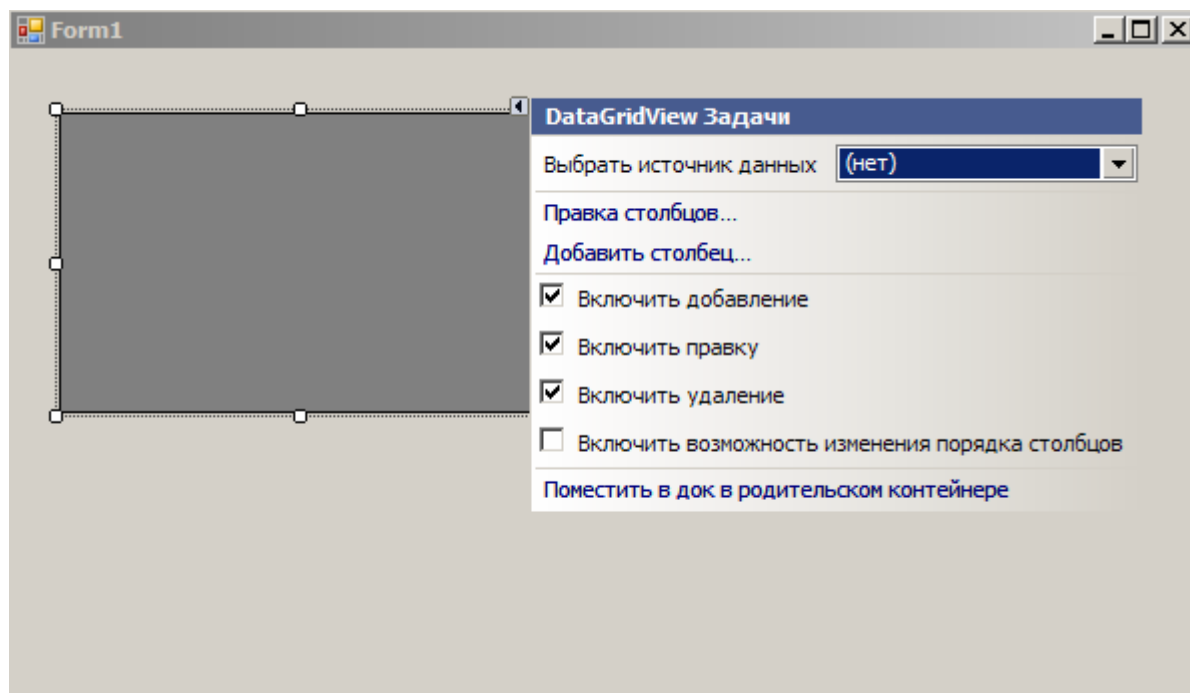 Form1
DataGridView Задачи
Выбрать источник данных (нет)
Правка столбцов...
Добавить столбец...
Включить добавление
Включить правку
Включить удаление
Включить возможность изменения порядка столбцов
Поместить в док в родительском контейнере